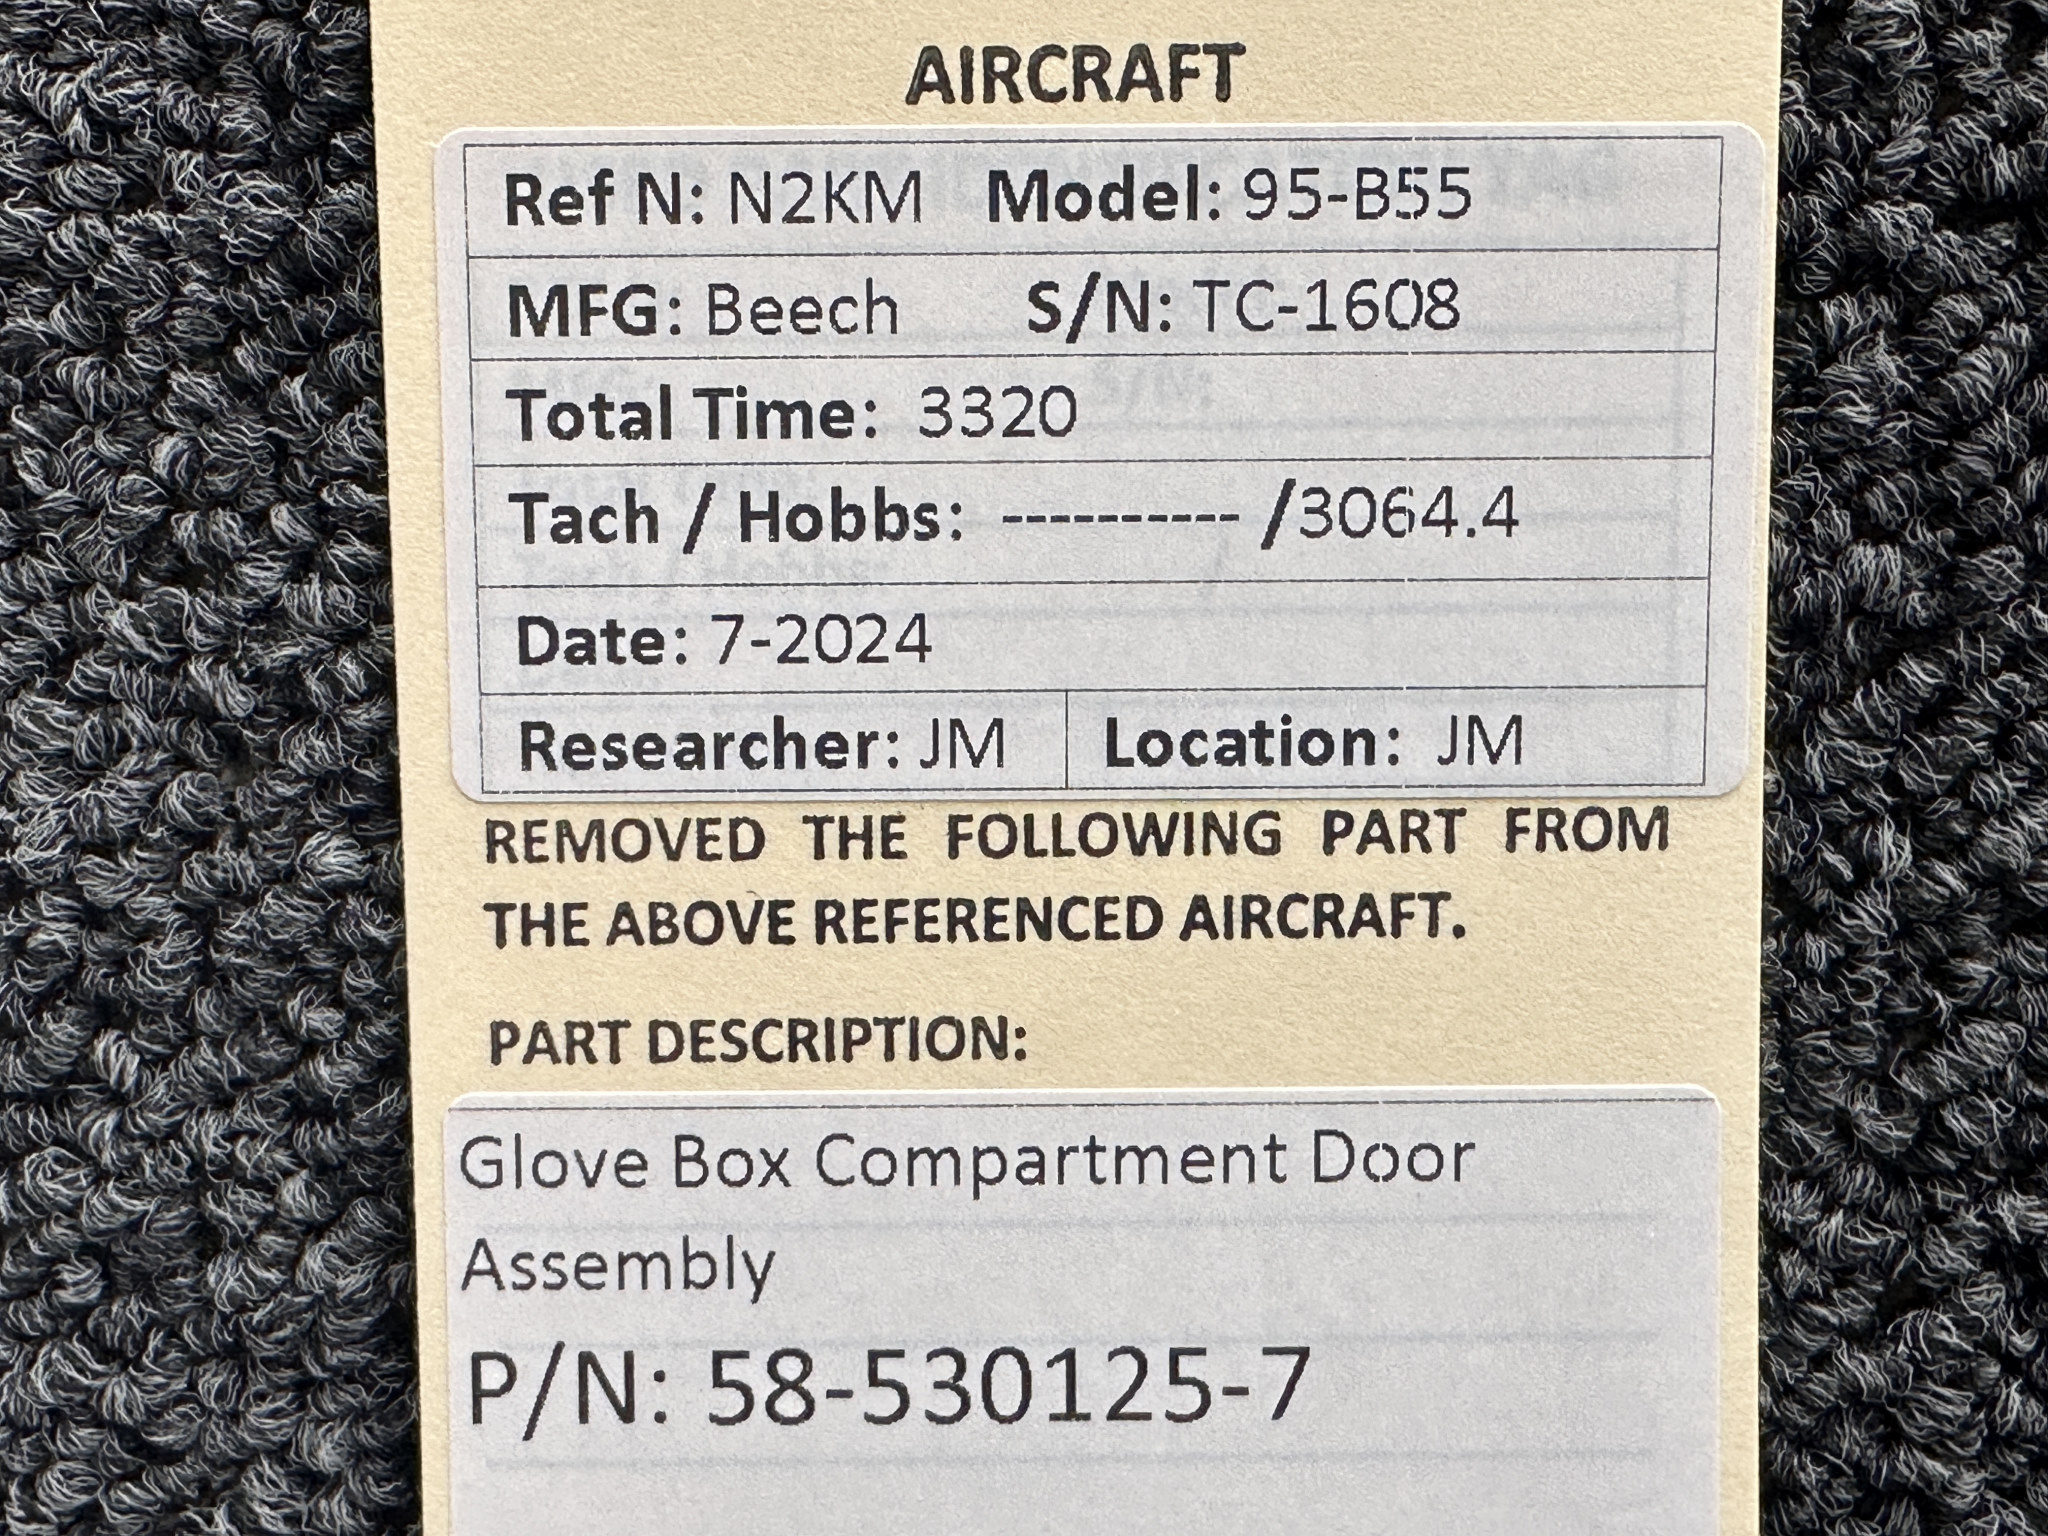 AIRCRAFT
Ref N: N2KM Model: 95-B55
MFG: Beech S/N: TC-1608
Total Time: 3320
Tach / Hobbs: ---------- /3064.4
Date: 7-2024
Researcher: JM Location: JM
REMOVED THE FOLLOWING PART FROM
THE ABOVE REFERENCED AIRCRAFT.
PART DESCRIPTION:
Glove Box Compartment Door
Assembly
P/N: 58-530125-7